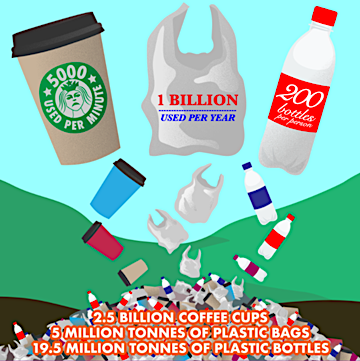 5000
USED PER MINUTE
1 BILLION
USED PER YEAR
200
bottles
per person
2.5 BILLION COFFEE CUPS
5 MILLION TONNES OF PLASTIC BAGS
19.5 MILLION TONNES OF PLASTIC BOTTLES